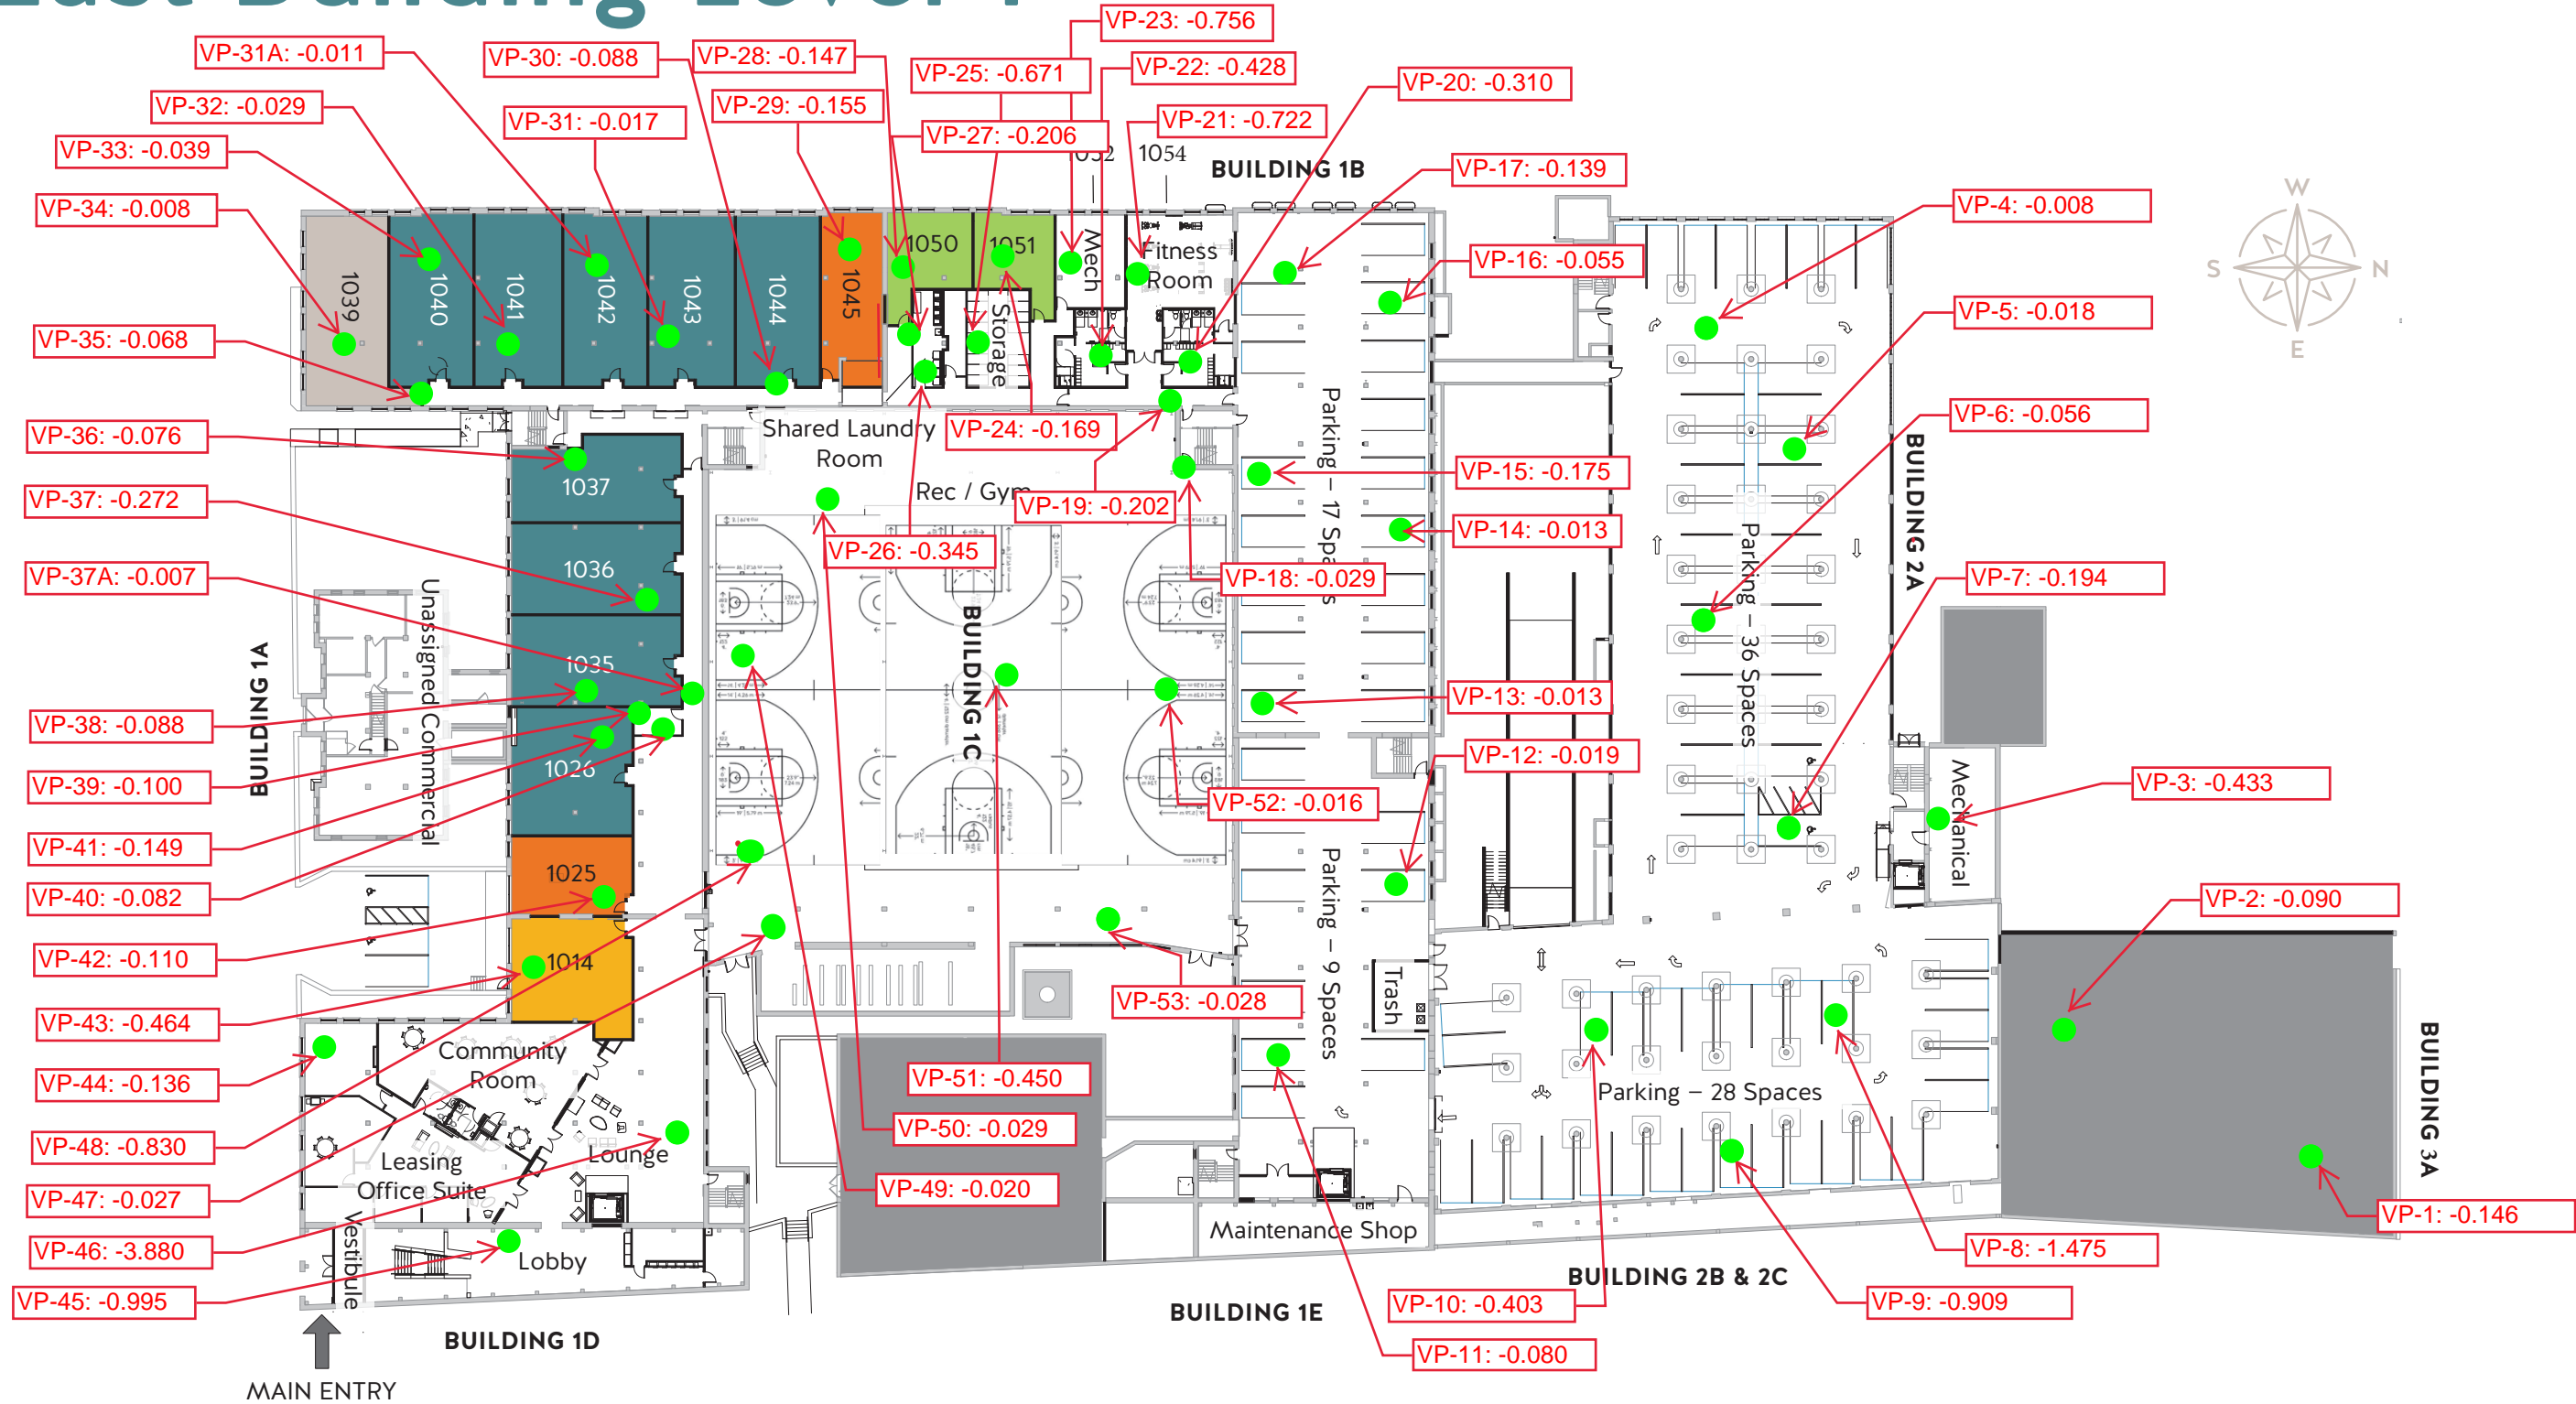 East Building Level 1
VP-23: -0.756
VP-31A: -0.011
VP-30: -0.088
VP-28: -0.147
VP-25: -0.671
VP-22: -0.428
VP-20: -0.310
VP-32: -0.029
VP-31: -0.017
VP-29: -0.155
VP-27: -0.206
VP-21: -0.722
VP-33: -0.039
1052
1054
BUILDING 1B
VP-17: -0.139
VP-34: -0.008
VP-4: -0.008
W
S
N
E
VP-16: -0.055
1039
1040
1041
1042
1043
1044
1045
1050
1051
Mech
Fitness
Room
Storage
VP-5: -0.018
VP-35: -0.068
VP-6: -0.056
VP-36: -0.076
Shared Laundry
Room
VP-24: -0.169
VP-15: -0.175
1037
Rec / Gym
VP-19: -0.202
VP-37: -0.272
Parking – 17 Spaces
VP-14: -0.013
BUILDING 2A
VP-26: -0.345
VP-37A: -0.007
1036
VP-18: -0.029
VP-7: -0.194
Parking – 36 Spaces
Unassigned Commercial
BUILDING 1A
BUILDING 1C
1035
VP-13: -0.013
VP-38: -0.088
VP-12: -0.019
1026
VP-39: -0.100
VP-52: -0.016
VP-3: -0.433
Mechanical
VP-41: -0.149
1025
VP-40: -0.082
VP-2: -0.090
Parking – 9 Spaces
VP-42: -0.110
1014
Trash
VP-53: -0.028
VP-43: -0.464
Community
Room
VP-44: -0.136
VP-51: -0.450
Parking – 28 Spaces
BUILDING 3A
VP-50: -0.029
VP-48: -0.830
Lounge
Leasing
Office Suite
VP-49: -0.020
VP-47: -0.027
VP-1: -0.146
Maintenance Shop
VP-46: -3.880
Vestibule
Lobby
VP-8: -1.475
BUILDING 2B & 2C
VP-45: -0.995
VP-10: -0.403
VP-9: -0.909
BUILDING 1E
BUILDING 1D
VP-11: -0.080
MAIN ENTRY